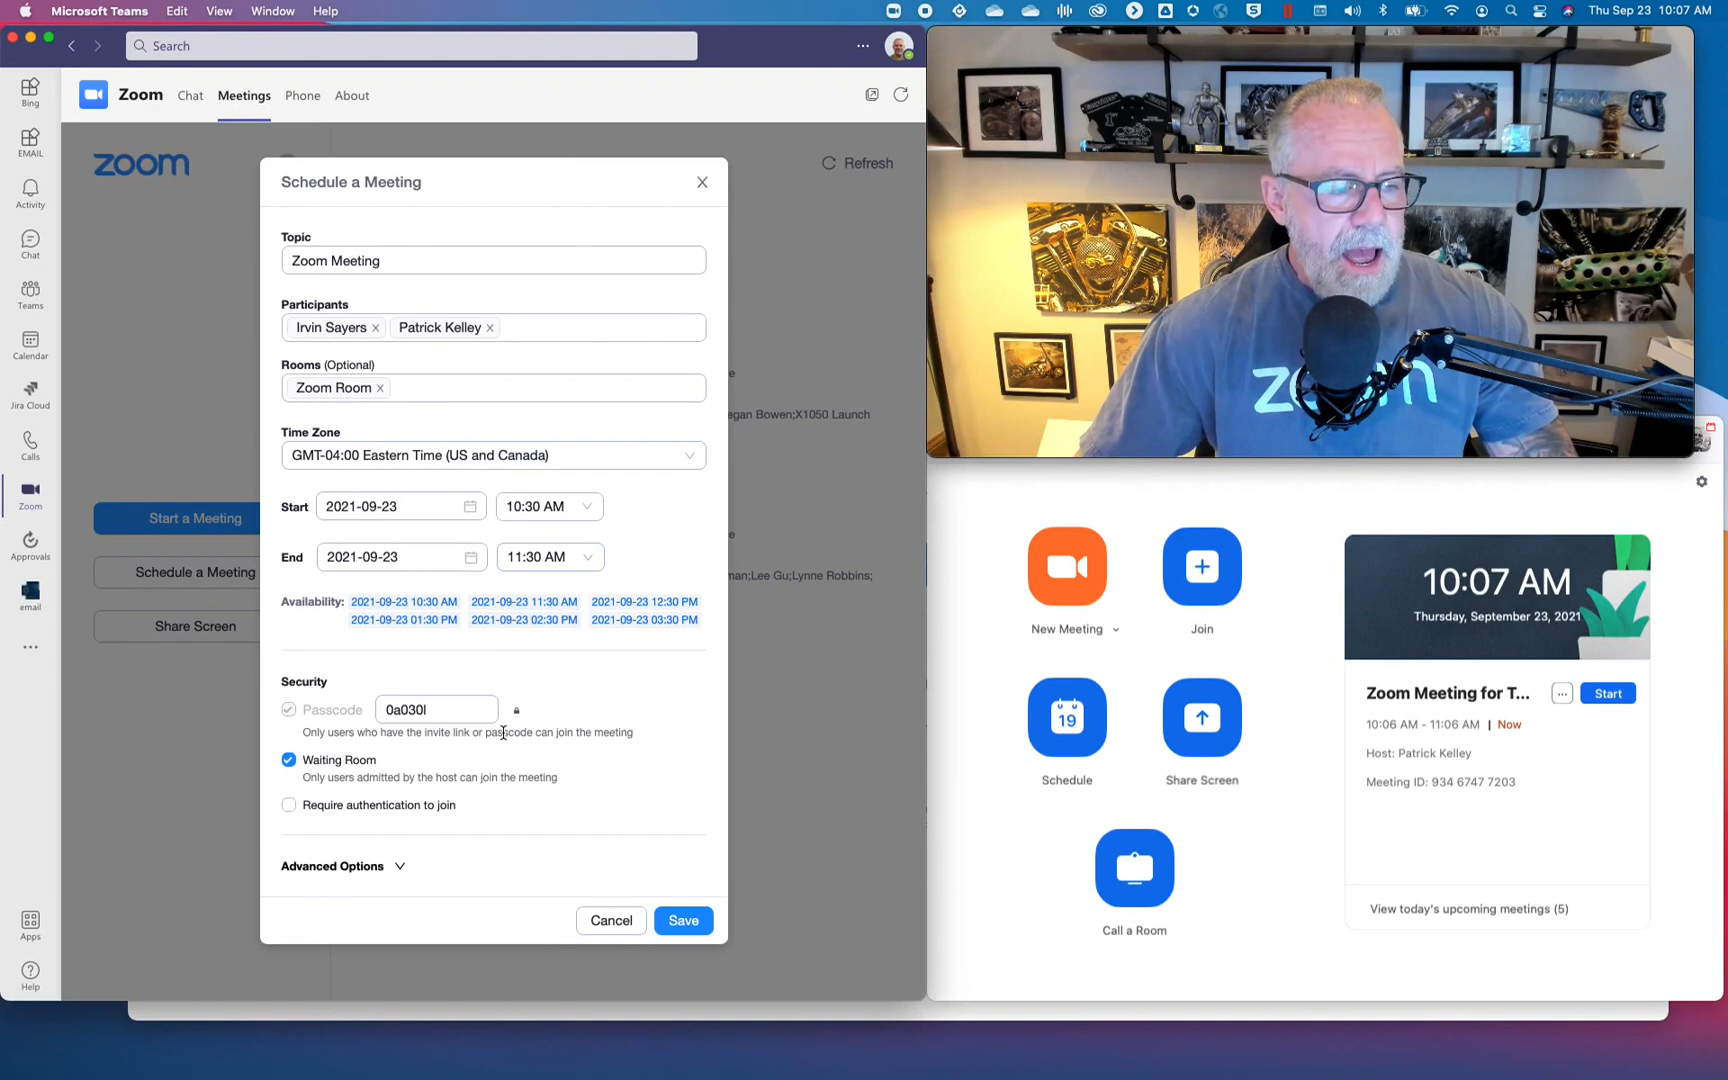 Microsoft Teams Edit View Window Help
Thu Sep 23 10:07 AM
Search
Bing
EMAIL
Activity
Chat
Teams
Calendar
Jira Cloud
Calls
Zoom
Approvals
email
Apps
Help
Zoom Chat Meetings Phone About
zoom
Refresh
Start a Meeting
Schedule a Meeting
Share Screen
egan Bowen;X1050 Launch
man;Lee Gu;Lynne Robbins;
Schedule a Meeting
Topic
Zoom Meeting
Participants
Irvin Sayers Patrick Kelley
Rooms (Optional)
Zoom Room
Time Zone
GMT-04:00 Eastern Time (US and Canada)
Start 2021-09-23 10:30 AM
End 2021-09-23 11:30 AM
Availability: 2021-09-23 10:30 AM 2021-09-23 11:30 AM 2021-09-23 12:30 PM
2021-09-23 01:30 PM 2021-09-23 02:30 PM 2021-09-23 03:30 PM
Security
Passcode 0a030l
Only users who have the invite link or passcode can join the meeting
Waiting Room
Only users admitted by the host can join the meeting
Require authentication to join
Advanced Options
Cancel Save
zoom
New Meeting
Join
Schedule
19
Share Screen
Call a Room
10:07 AM
Thursday, September 23, 2021
Zoom Meeting for T... ... Start
10:06 AM - 11:06 AM | Now
Host: Patrick Kelley
Meeting ID: 934 6747 7203
View today's upcoming meetings (5)